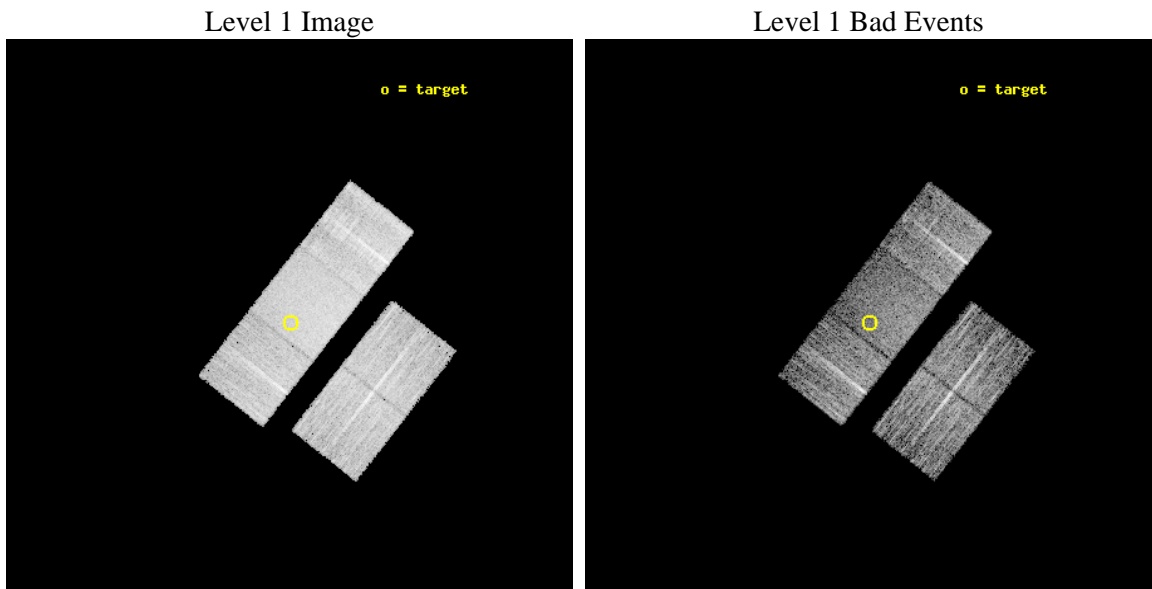 Level 1 Image
Level 1 Bad Events
o = target
o = target